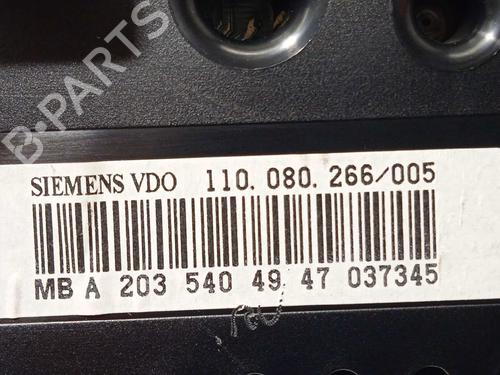 B-PARTS
SIEMENS VDO 110.080.266/005
MB A 203 540 49 47 037345